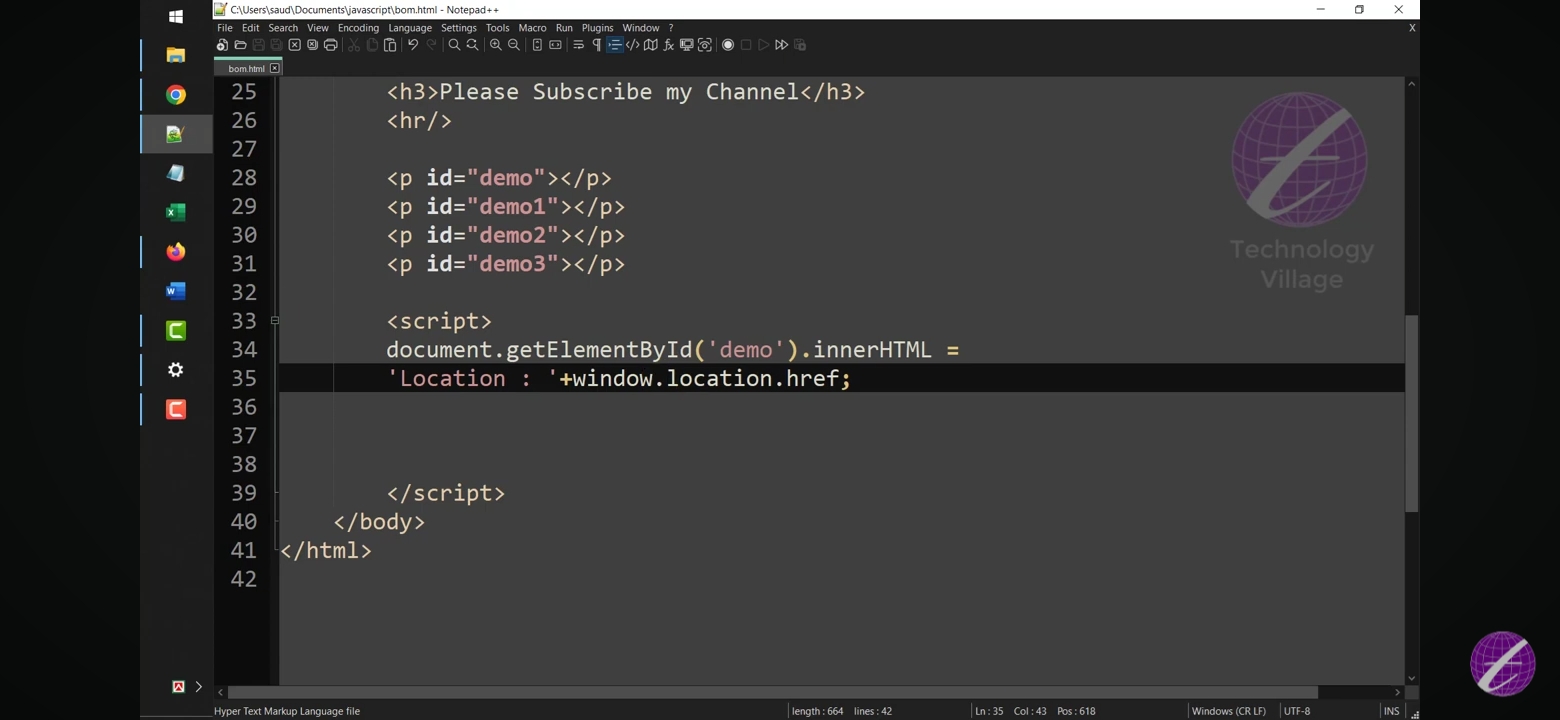 C:\Users\saud\Documents\javascript\bom.html - Notepad++
File Edit Search View Encoding Language Settings Tools Macro Run Plugins Window ? X
bom.html
25 <h3>Please Subscribe my Channel</h3>
26 <hr/>
27
28 <p id="demo"></p>
29 <p id="demo1"></p>
30 <p id="demo2"></p>
31 <p id="demo3"></p>
32
33 <script>
34 document.getElementById('demo').innerHTML =
35 'Location : '+window.location.href;
36
37
38
39 </script>
40 </body>
41 </html>
42
Technology
Village
Hyper Text Markup Language file length : 664 lines : 42 Ln : 35 Col : 43 Pos : 618 Windows (CR LF) UTF-8 INS